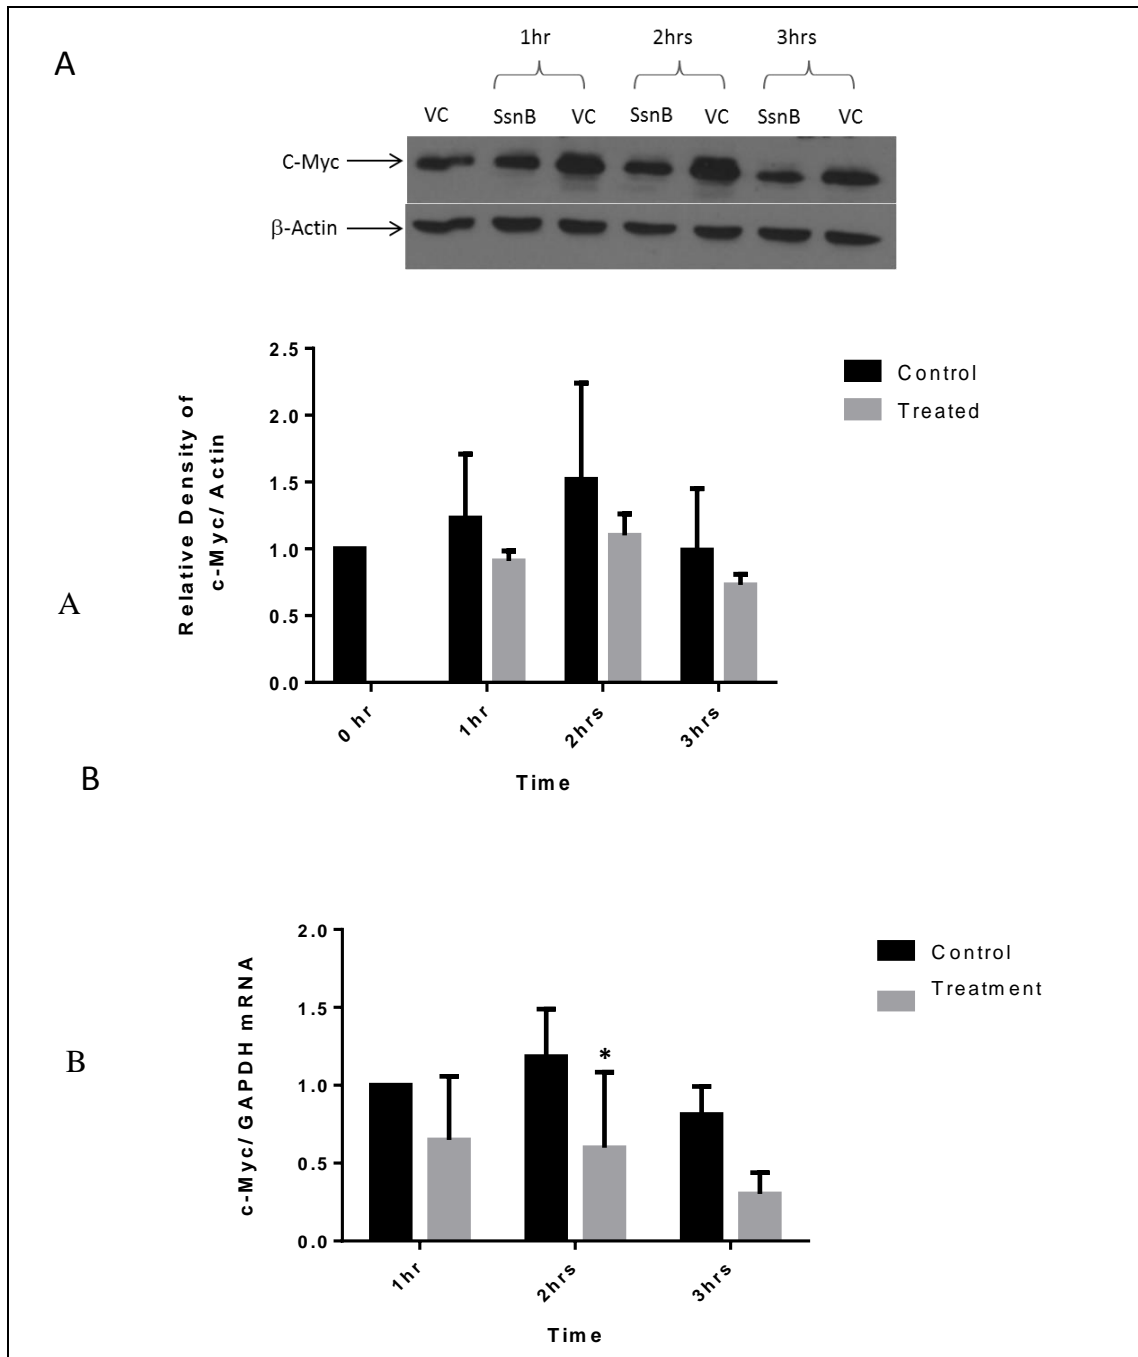 A
1hr 2hrs 3hrs
VC SsnB VC SsnB VC SsnB VC
C-Myc
β-Actin
2.5
2.0
1.5
1.0
0.5
0.0
Relative Density of
c-Myc/Actin
Control
Treated
A
0 hr 1hr 2hrs 3hrs
Time
B
2.0
1.5
1.0
0.5
0.0
c-Myc/GAPDH mRNA
Control
Treatment
*
B
1hr 2hrs 3hrs
Time